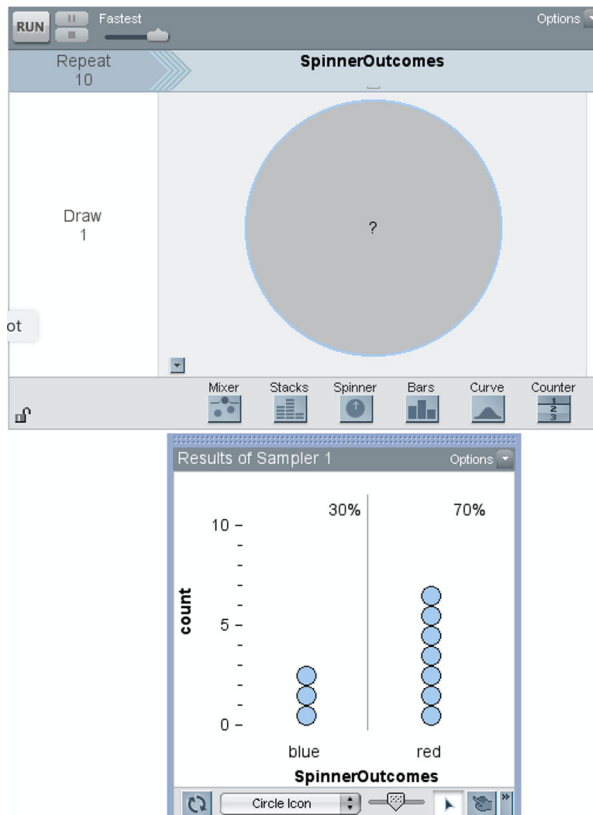 RUN
Fastest
Options
Repeat
10
SpinnerOutcomes
Draw
1
?
ot
Mixer
Stacks
Spinner
Bars
Curve
Counter
1
2
3
Results of Sampler 1
Options
30%
70%
10
5
0
count
blue
red
SpinnerOutcomes
Circle Icon
»